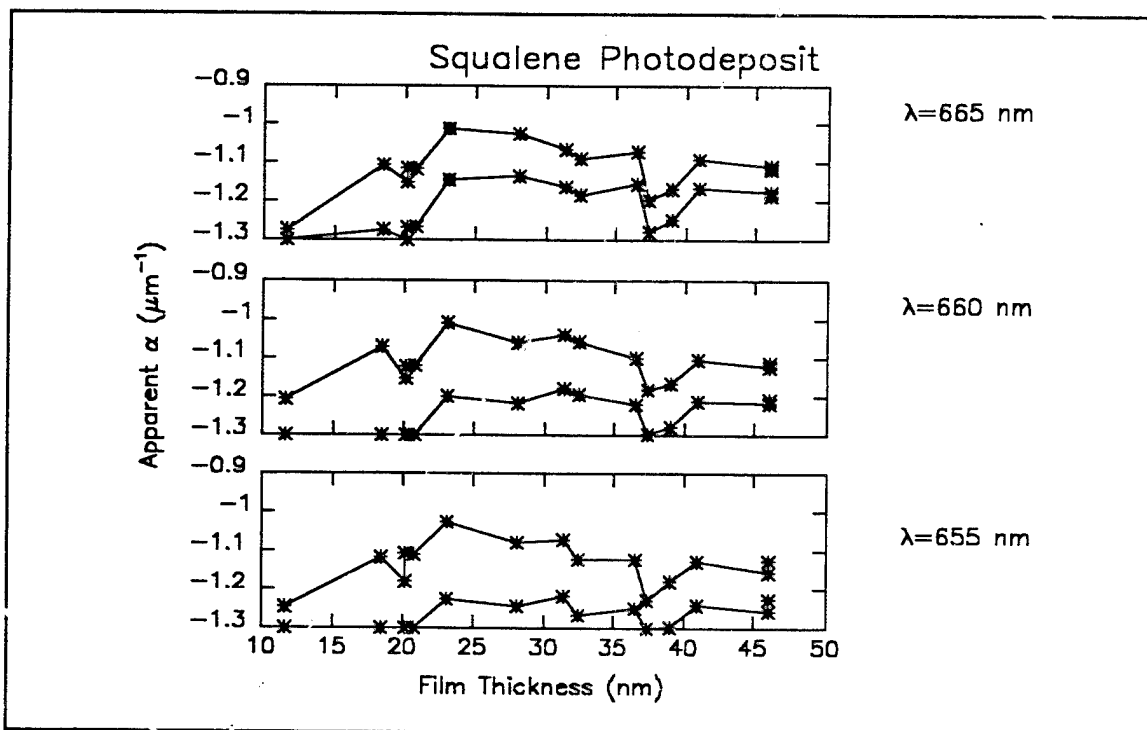 Squalene Photodeposit
-0.9
-1
-1.1
-1.2
-1.3
λ=665 nm
-0.9
-1
-1.1
-1.2
-1.3
λ=660 nm
-0.9
-1
-1.1
-1.2
-1.3
λ=655 nm
Apparent α (μm⁻¹)
10 15 20 25 30 35 40 45 50
Film Thickness (nm)